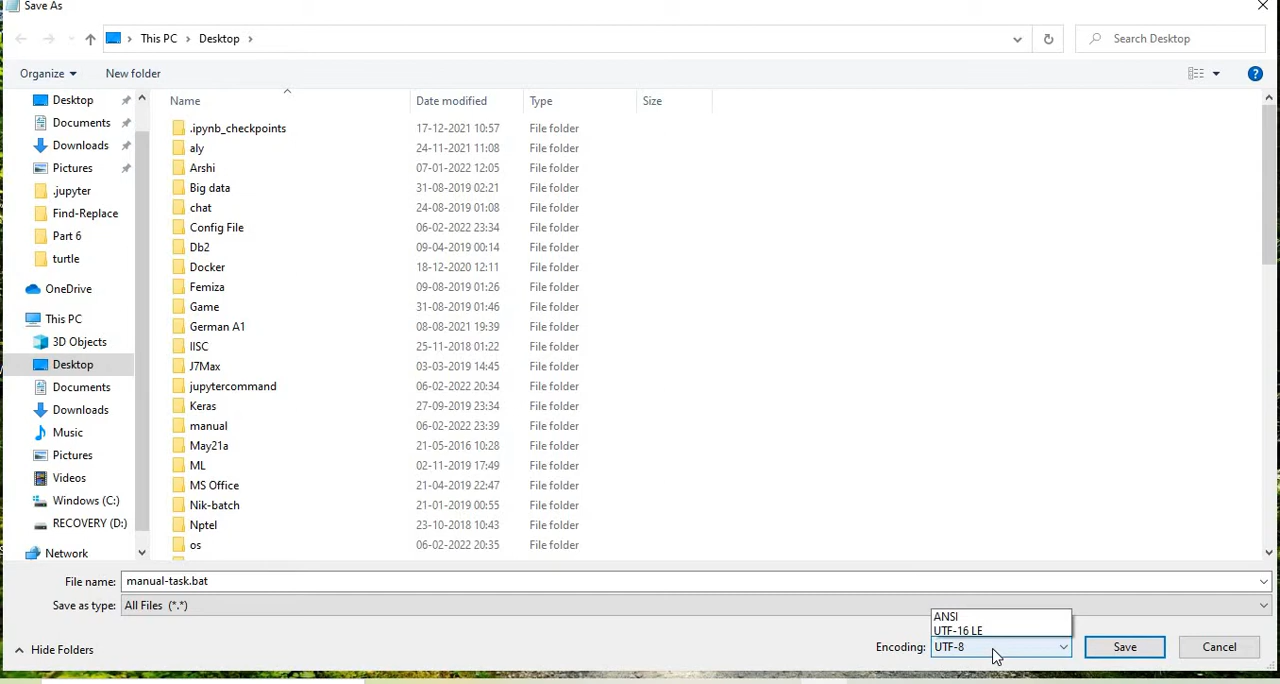 Save As
This PC › Desktop ›
Search Desktop
Organize
New folder
Name
Date modified
Type
Size
Desktop
Documents
Downloads
Pictures
.jupyter
Find-Replace
Part 6
turtle
OneDrive
This PC
3D Objects
Desktop
Documents
Downloads
Music
Pictures
Videos
Windows (C:)
RECOVERY (D:)
Network
.ipynb_checkpoints 17-12-2021 10:57 File folder
aly 24-11-2021 11:08 File folder
Arshi 07-01-2022 12:05 File folder
Big data 31-08-2019 02:21 File folder
chat 24-08-2019 01:08 File folder
Config File 06-02-2022 23:34 File folder
Db2 09-04-2019 00:14 File folder
Docker 18-12-2020 12:11 File folder
Femiza 09-08-2019 01:26 File folder
Game 31-08-2019 01:46 File folder
German A1 08-08-2021 19:39 File folder
IISC 25-11-2018 01:22 File folder
J7Max 03-03-2019 14:45 File folder
jupytercommand 06-02-2022 20:34 File folder
Keras 27-09-2019 23:34 File folder
manual 06-02-2022 23:39 File folder
May21a 21-05-2016 10:28 File folder
ML 02-11-2019 17:49 File folder
MS Office 21-04-2019 22:47 File folder
Nik-batch 21-01-2019 00:55 File folder
Nptel 23-10-2018 10:43 File folder
os 06-02-2022 20:35 File folder
File name: manual-task.bat
Save as type: All Files (*.*)
ANSI
UTF-16 LE
Hide Folders
Encoding: UTF-8
Save
Cancel